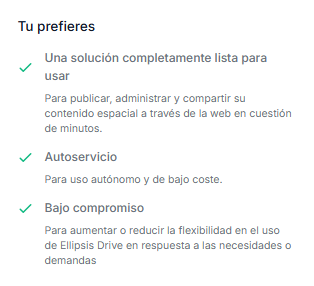 Tu prefieres
Una solución completamente lista para
usar
Para publicar, administrar y compartir su
contenido espacial a través de la web en cuestión
de minutos.
Autoservicio
Para uso autónomo y de bajo coste.
Bajo compromiso
Para aumentar o reducir la flexibilidad en el uso
de Ellipsis Drive en respuesta a las necesidades o
demandas